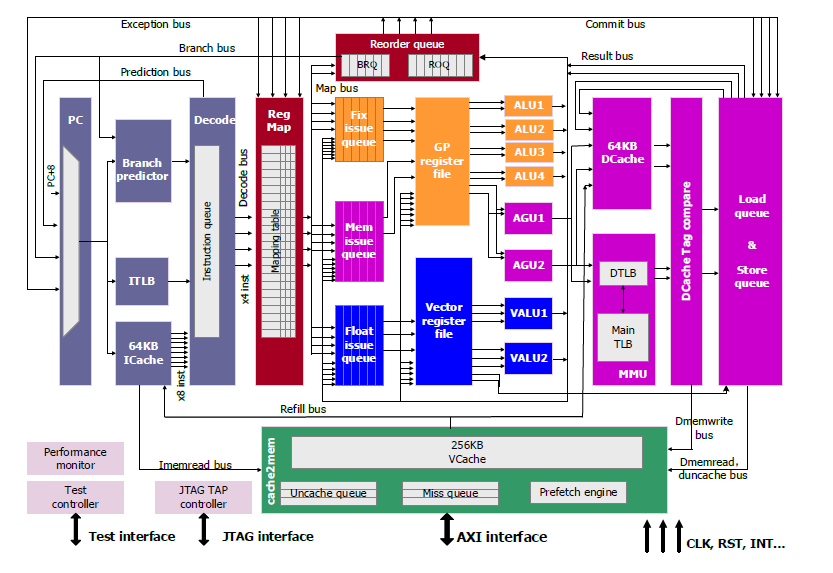 Exception bus
Commit bus
Branch bus
Reorder queue
BRQ
ROQ
Result bus
Prediction bus
Map bus
PC
PC+8
Branch
predictor
ITLB
64KB
ICache
x8 inst
Decode
Instruction queue
Decode bus
x4 inst
Reg
Map
Mapping table
Fix
issue
queue
Mem
issue
queue
Float
issue
queue
GP
register
file
Vector
register
file
ALU1
ALU2
ALU3
ALU4
AGU1
AGU2
VALU1
VALU2
64KB
DCache
DTLB
Main
TLB
MMU
DCache Tag compare
Load
queue
&
Store
queue
Refill bus
Imemread bus
Dmemwrite
bus
Dmemread,
duncache bus
cache2mem
256KB
VCache
Uncache queue
Miss queue
Prefetch engine
Performance
monitor
Test
controller
JTAG TAP
controller
Test interface
JTAG interface
AXI interface
CLK, RST, INT...